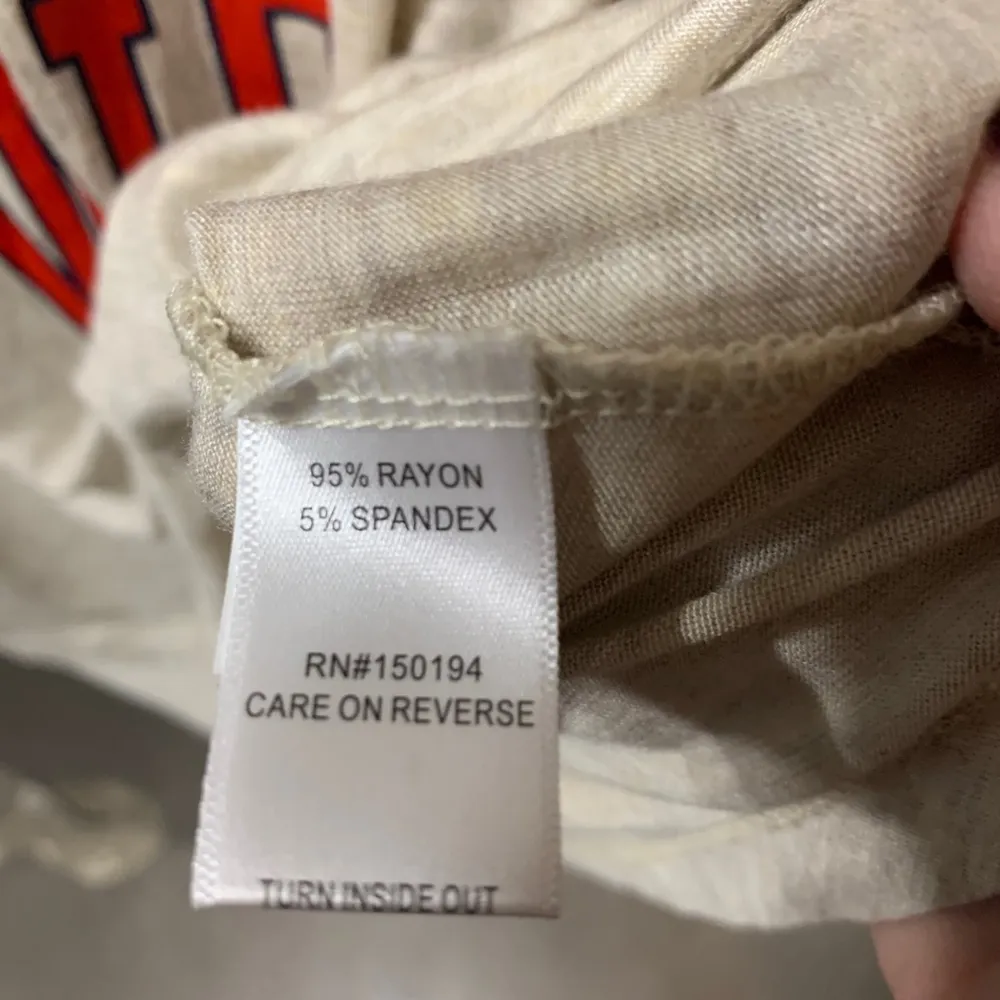 95% RAYON
5% SPANDEX
RN#150194
CARE ON REVERSE
TURN INSIDE OUT